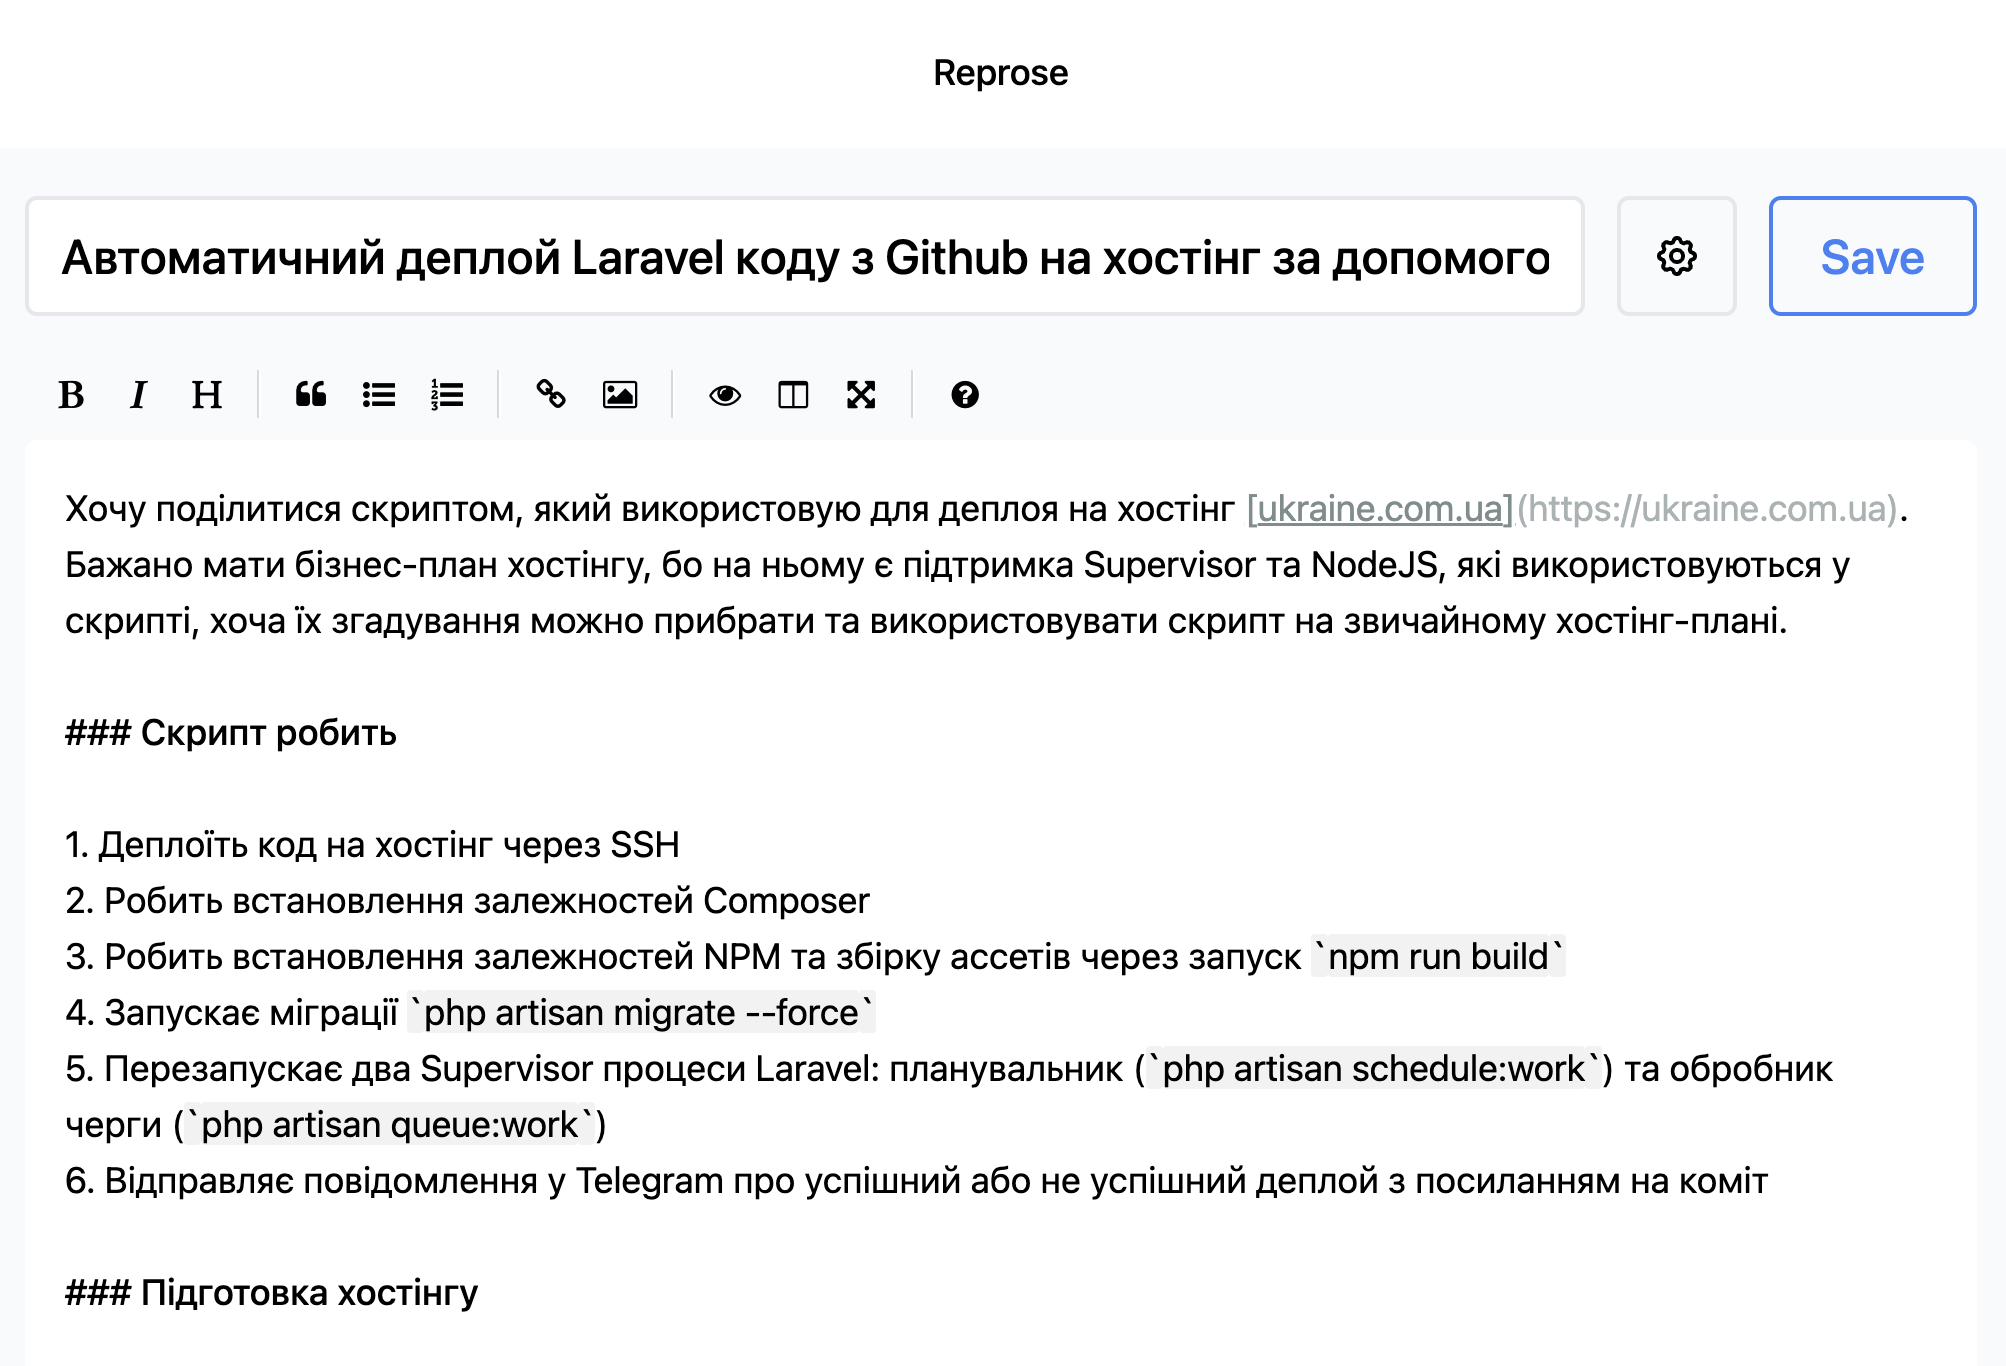 Reprose
Автоматичний деплой Laravel коду з Github на хостінг за допомого
Save
B I H
Хочу поділитися скриптом, який використовую для деплоя на хостінг [ukraine.com.ua](https://ukraine.com.ua).
Бажано мати бізнес-план хостінгу, бо на ньому є підтримка Supervisor та NodeJS, які використовуються у
скрипті, хоча їх згадування можно прибрати та використовувати скрипт на звичайному хостінг-плані.
### Скрипт робить
1. Деплоїть код на хостінг через SSH
2. Робить встановлення залежностей Composer
3. Робить встановлення залежностей NPM та збірку ассетів через запуск `npm run build`
4. Запускає міграції `php artisan migrate --force`
5. Перезапускає два Supervisor процеси Laravel: планувальник (`php artisan schedule:work`) та обробник
черги (`php artisan queue:work`)
6. Відправляє повідомлення у Telegram про успішний або не успішний деплой з посиланням на коміт
### Підготовка хостінгу